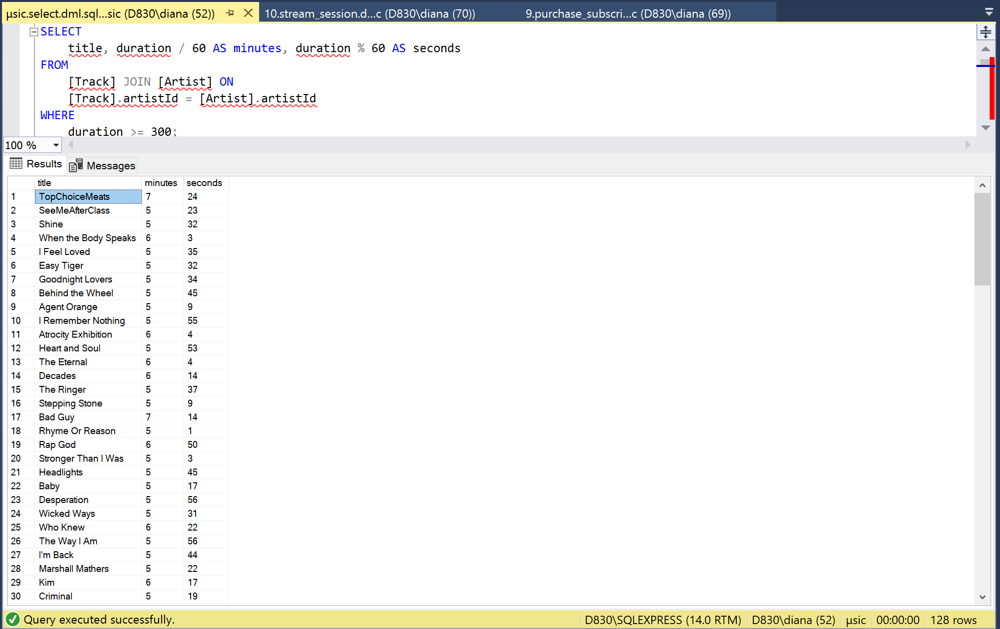 µsic.select.dml.sql...sic (D830\diana (52)) 10.stream_session.d...c (D830\diana (70)) 9.purchase_subscri...c (D830\diana (69))
SELECT
title, duration / 60 AS minutes, duration % 60 AS seconds
FROM
[Track] JOIN [Artist] ON
[Track].artistId = [Artist].artistId
WHERE
duration >= 300;
100 %
Results Messages
title minutes seconds
1 TopChoiceMeats 7 24
2 SeeMeAfterClass 5 23
3 Shine 5 32
4 When the Body Speaks 6 3
5 I Feel Loved 5 35
6 Easy Tiger 5 32
7 Goodnight Lovers 5 34
8 Behind the Wheel 5 45
9 Agent Orange 5 9
10 I Remember Nothing 5 55
11 Atrocity Exhibition 6 4
12 Heart and Soul 5 53
13 The Eternal 6 4
14 Decades 6 14
15 The Ringer 5 37
16 Stepping Stone 5 9
17 Bad Guy 7 14
18 Rhyme Or Reason 5 1
19 Rap God 6 50
20 Stronger Than I Was 5 3
21 Headlights 5 45
22 Baby 5 17
23 Desperation 5 56
24 Wicked Ways 5 31
25 Who Knew 6 22
26 The Way I Am 5 56
27 I'm Back 5 44
28 Marshall Mathers 5 22
29 Kim 6 17
30 Criminal 5 19
Query executed successfully. D830\SQLEXPRESS (14.0 RTM) D830\diana (52) µsic 00:00:00 128 rows